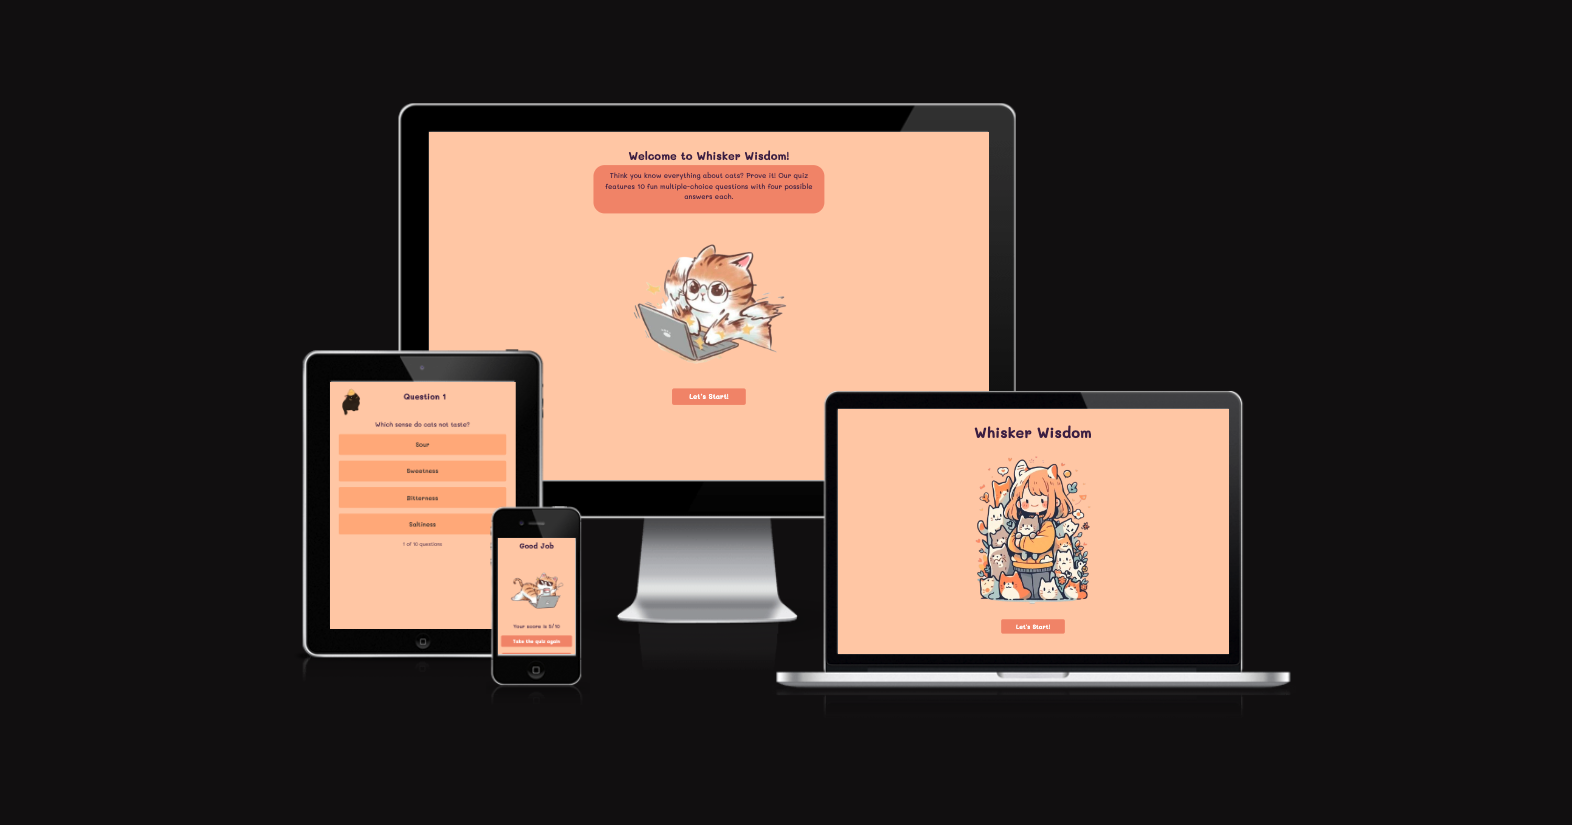 Welcome to Whisker Wisdom!
Think you know everything about cats? Prove it! Our quiz
features 10 fun multiple-choice questions with four possible
answers each.
Let's Start!
Question 1
Which sense do cats not taste?
Sour
Sweetness
Bitterness
Saltiness
1 of 10 questions
Good Job
Your score is 9/10
Take the quiz again
Whisker Wisdom
Let's Start!